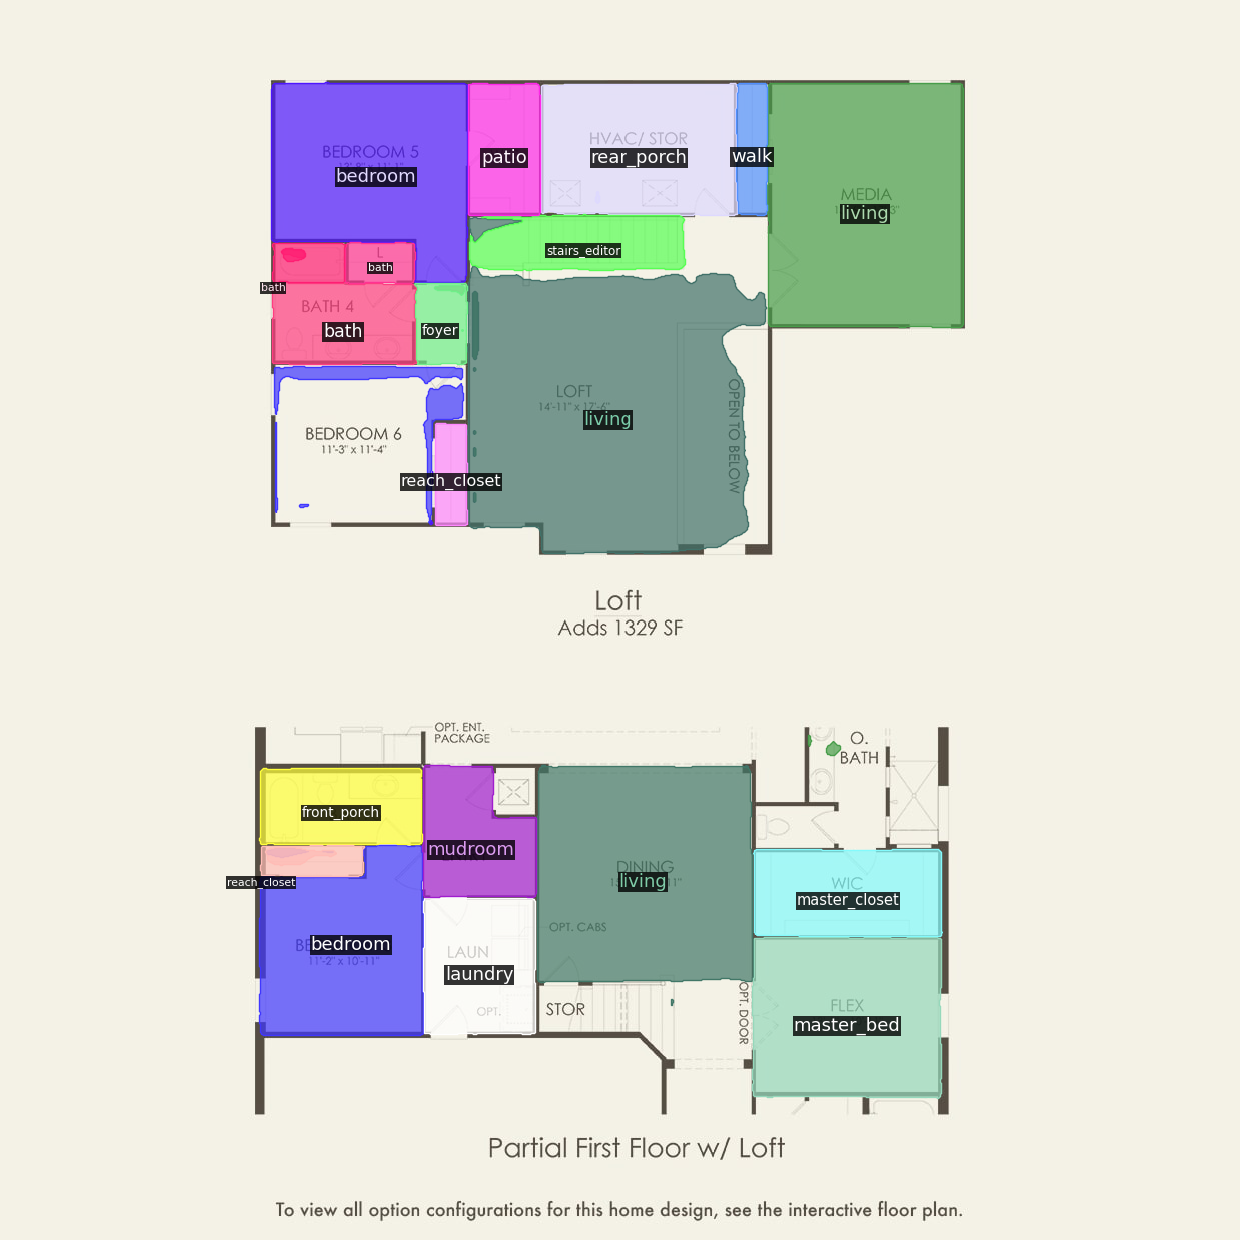 BEDROOM 5
bedroom
patio
HVAC/ STOR
rear_porch
walk
MEDIA
living
stairs_editor
L
bath
bath
BATH 4
bath
foyer
LOFT
14'-11" x 17'-6"
living
OPEN TO BELOW
BEDROOM 6
11'-3" x 11'-4"
reach_closet
Loft
Adds 1329 SF
OPT. ENT.
PACKAGE
O.
BATH
front_porch
mudroom
reach_closet
DINING
living
WIC
master_closet
OPT. CABS
bedroom
11'-2" x 10'-11"
LAUN
laundry
OPT.
STOR
OPT. DOOR
FLEX
master_bed
Partial First Floor w/ Loft
To view all option configurations for this home design, see the interactive floor plan.